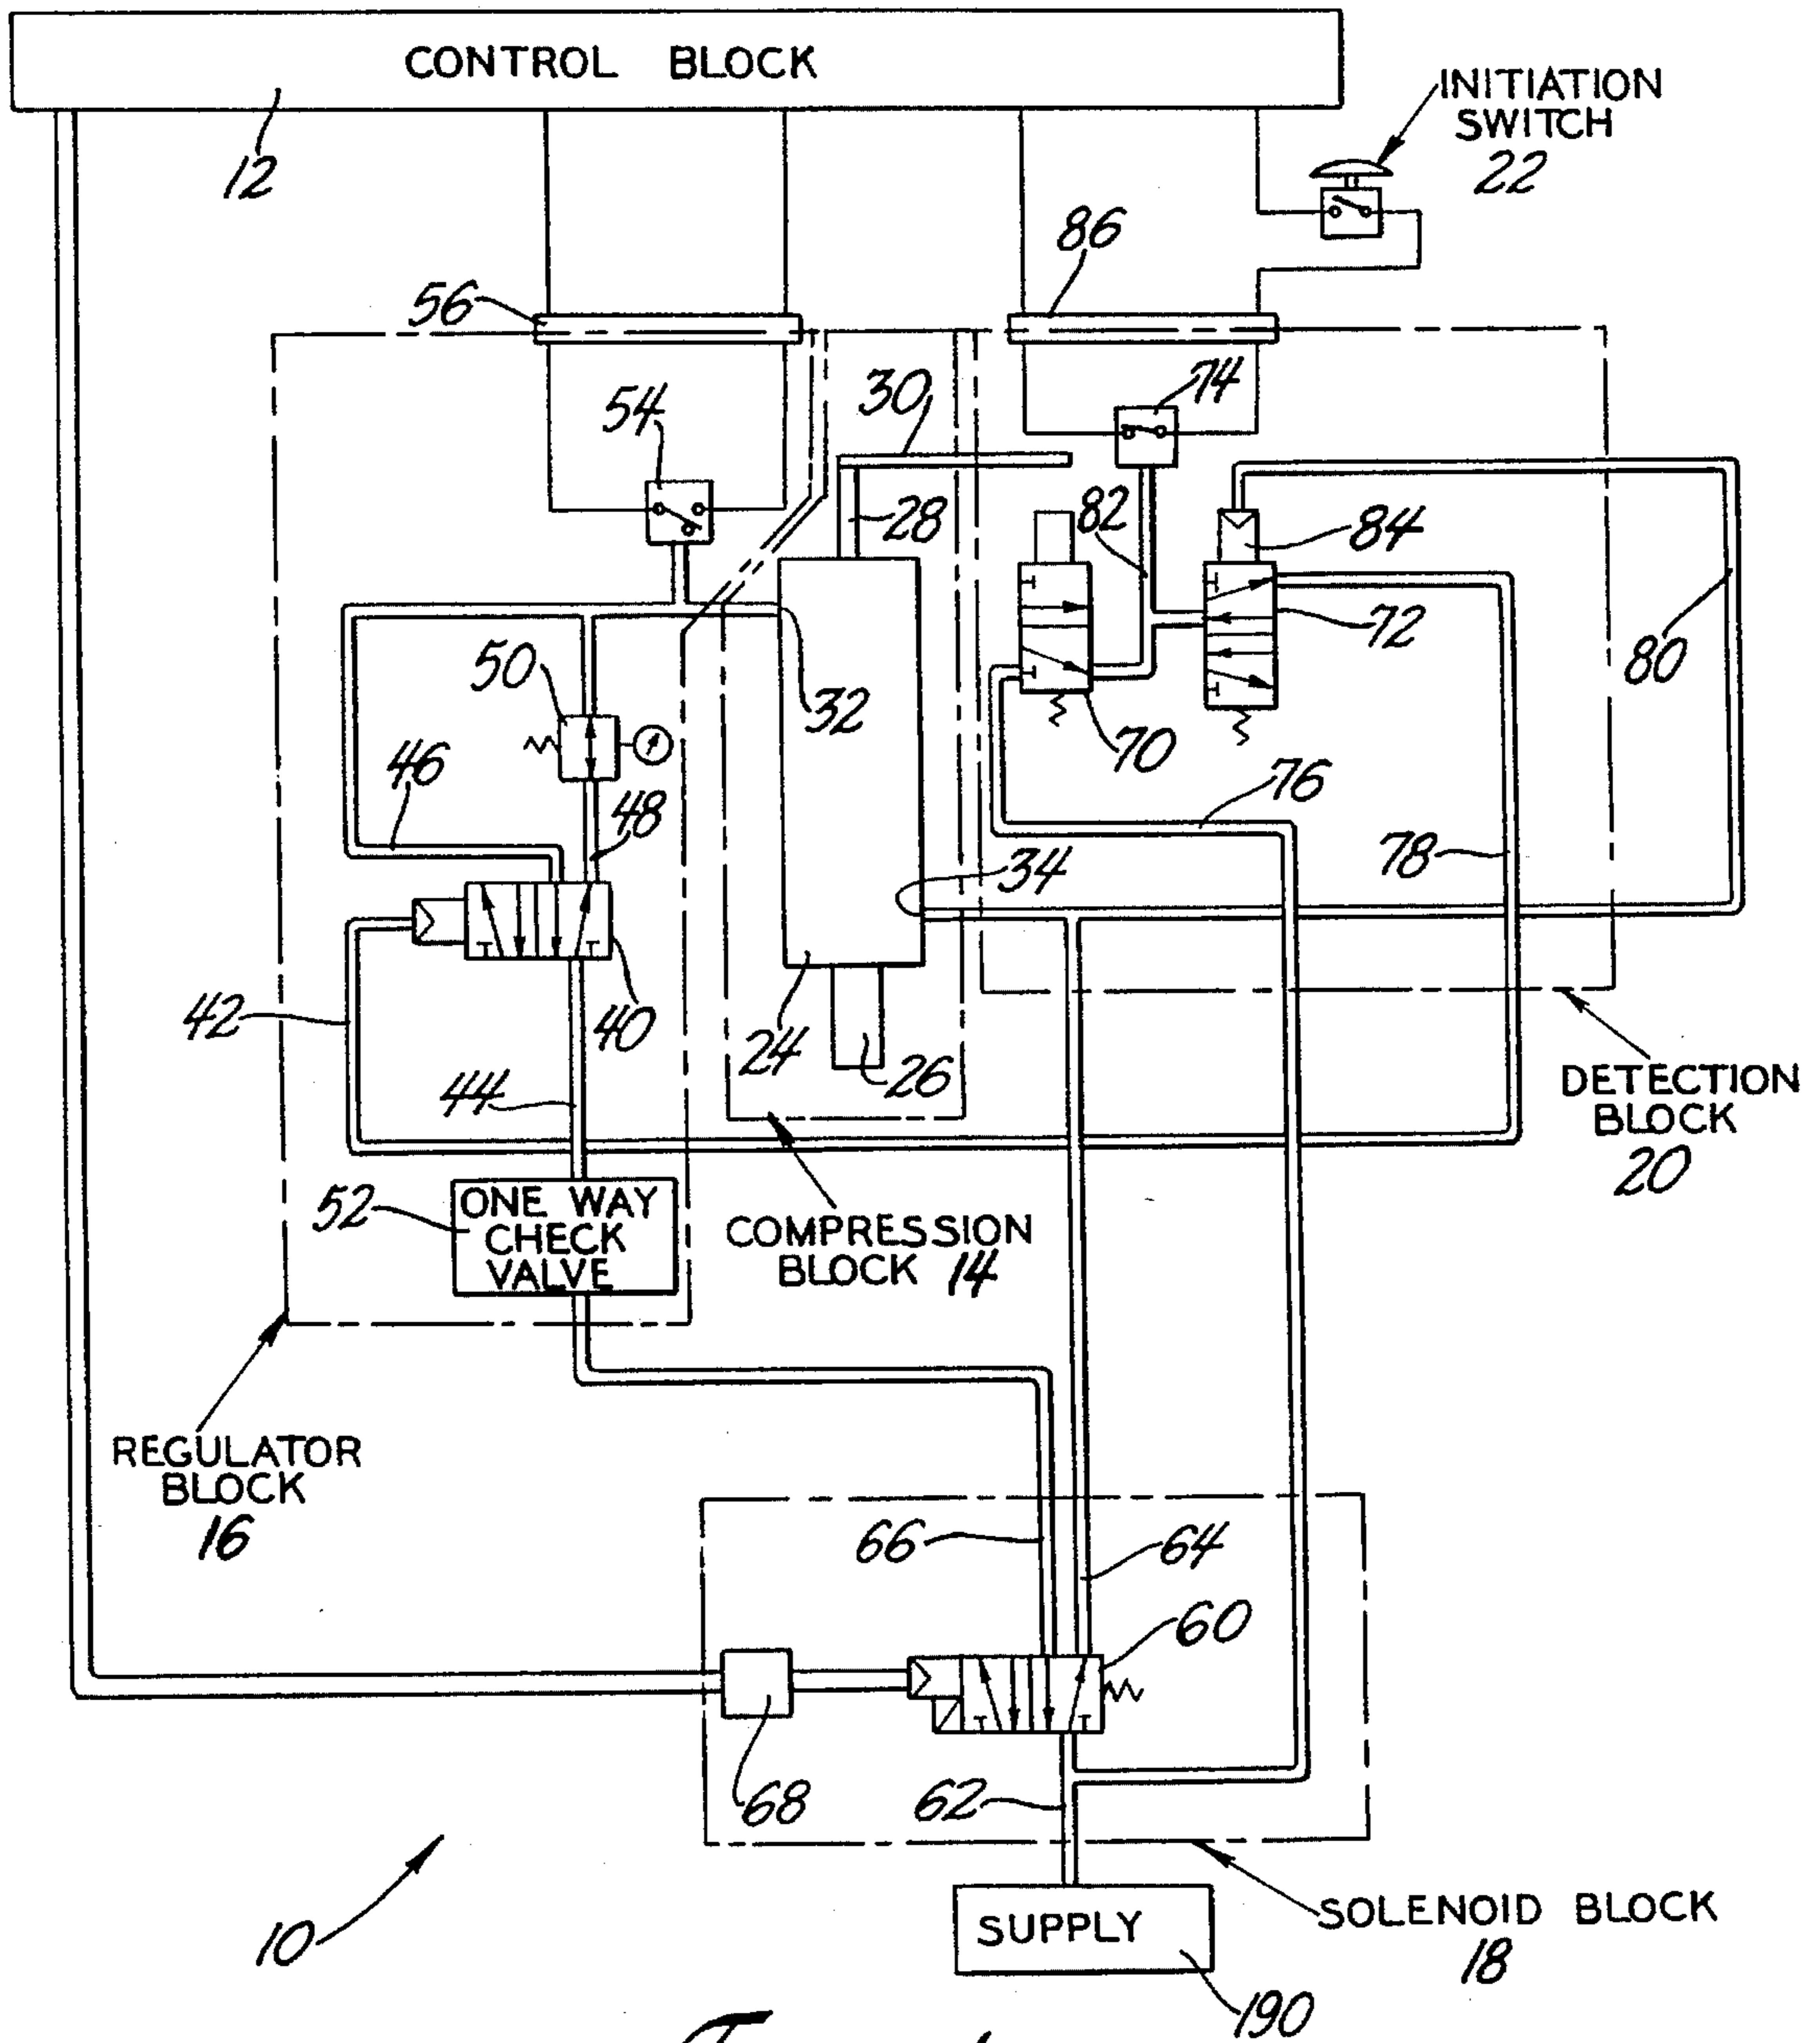 CONTROL BLOCK
12
INITIATION
SWITCH
22
86
56
74
54
30
28
82
84
72
80
50
32
70
46
48
76
78
34
42
40
24
26
44
DETECTION
BLOCK
20
52
ONE WAY
CHECK
VALVE
COMPRESSION
BLOCK 14
REGULATOR
BLOCK
16
66
64
60
68
62
10
SUPPLY
SOLENOID BLOCK
18
190